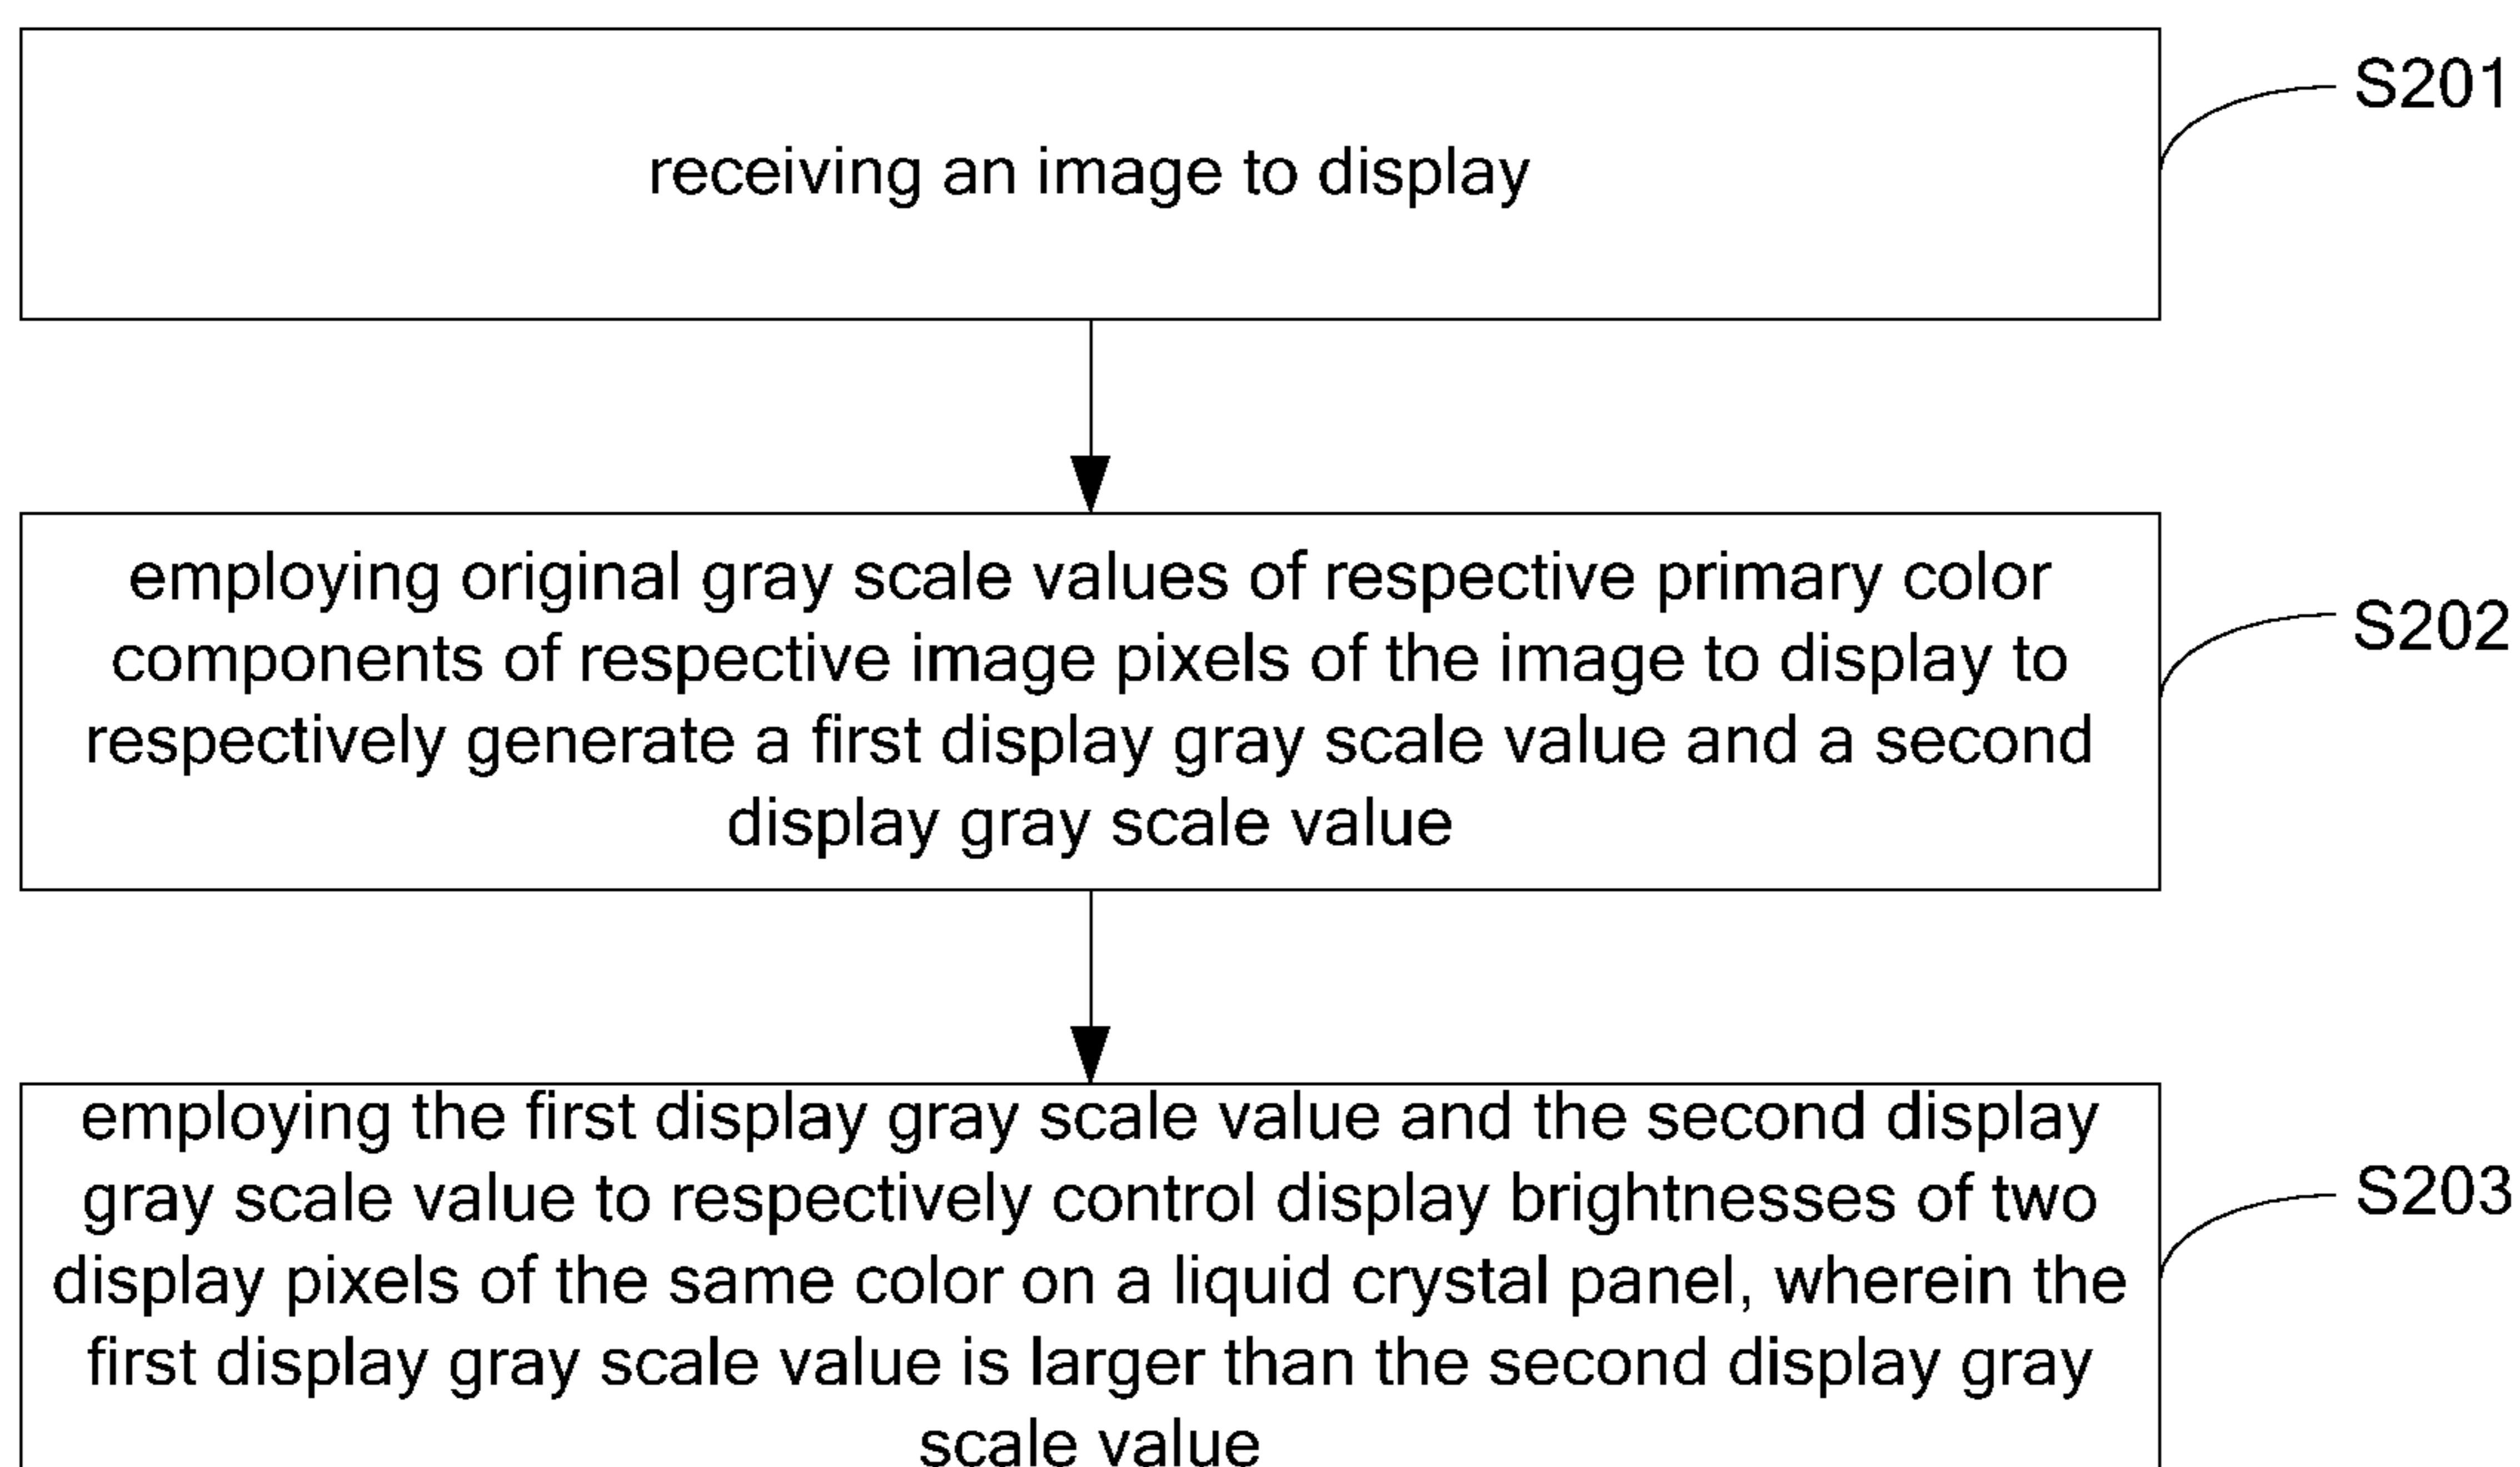 receiving an image to display
S201
employing original gray scale values of respective primary color
components of respective image pixels of the image to display to
respectively generate a first display gray scale value and a second
display gray scale value
S202
employing the first display gray scale value and the second display
gray scale value to respectively control display brightnesses of two
display pixels of the same color on a liquid crystal panel, wherein the
first display gray scale value is larger than the second display gray
scale value
S203